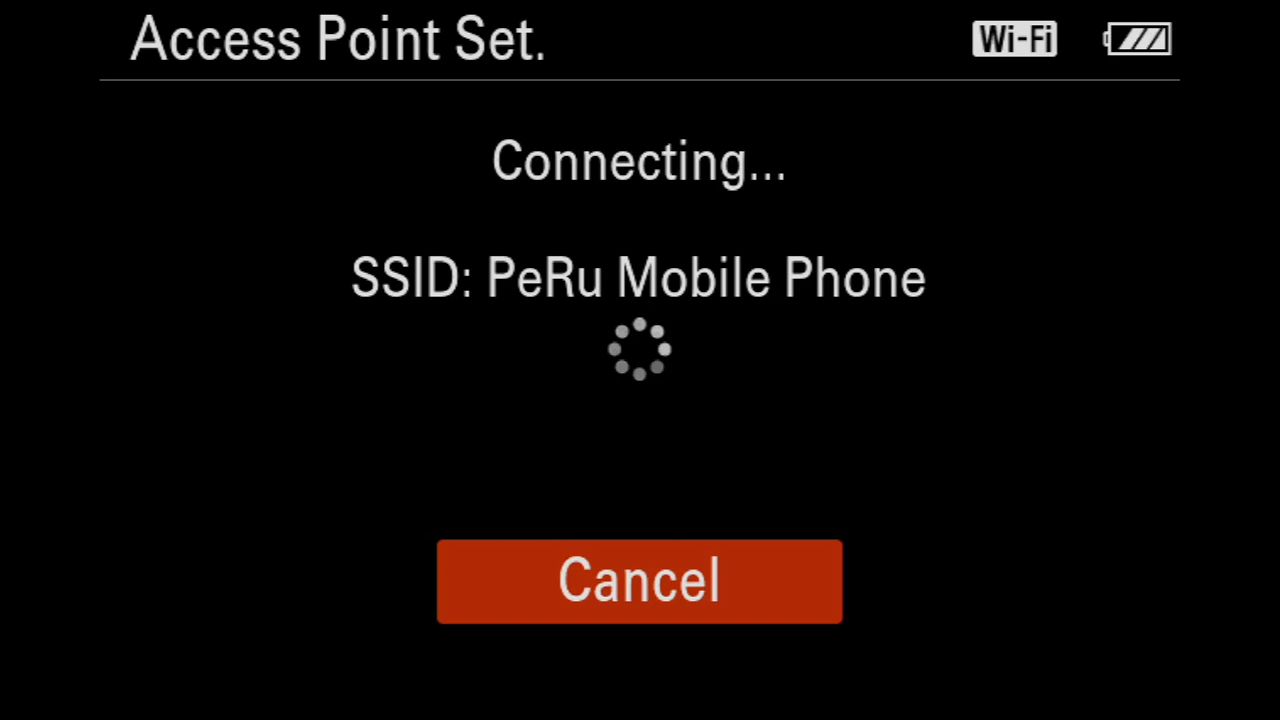 Access Point Set.
Wi-Fi
Connecting...
SSID: PeRu Mobile Phone
Cancel